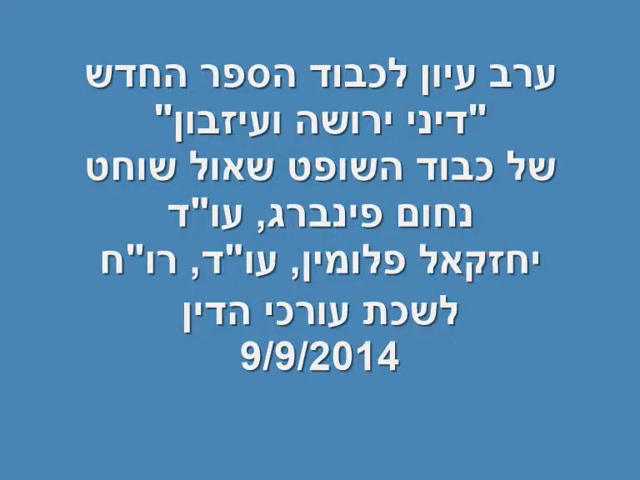 ערב עיון לכבוד הספר החדש
"דיני ירושה ועיזבון"
של כבוד השופט שאול שוחט
נחום פינברג, עו"ד
יחזקאל פלומין, עו"ד, רו"ח
לשכת עורכי הדין
9/9/2014